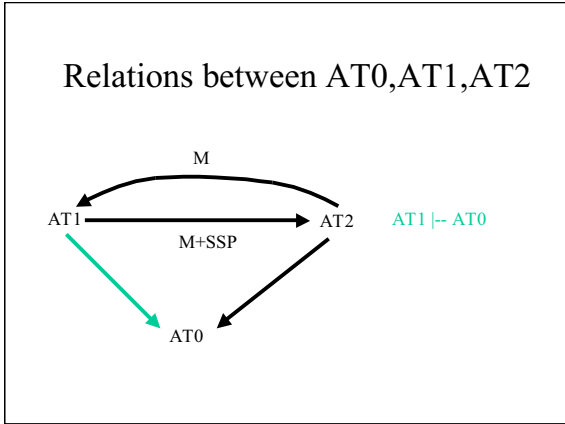 Relations between AT0,AT1,AT2
M
AT1
AT2
AT1 |-- AT0
M+SSP
AT0